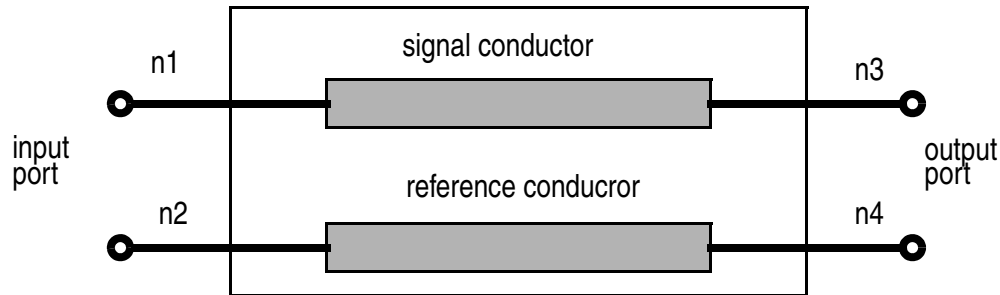 signal conductor
n1
n3
input
port
output
port
reference conducror
n2
n4